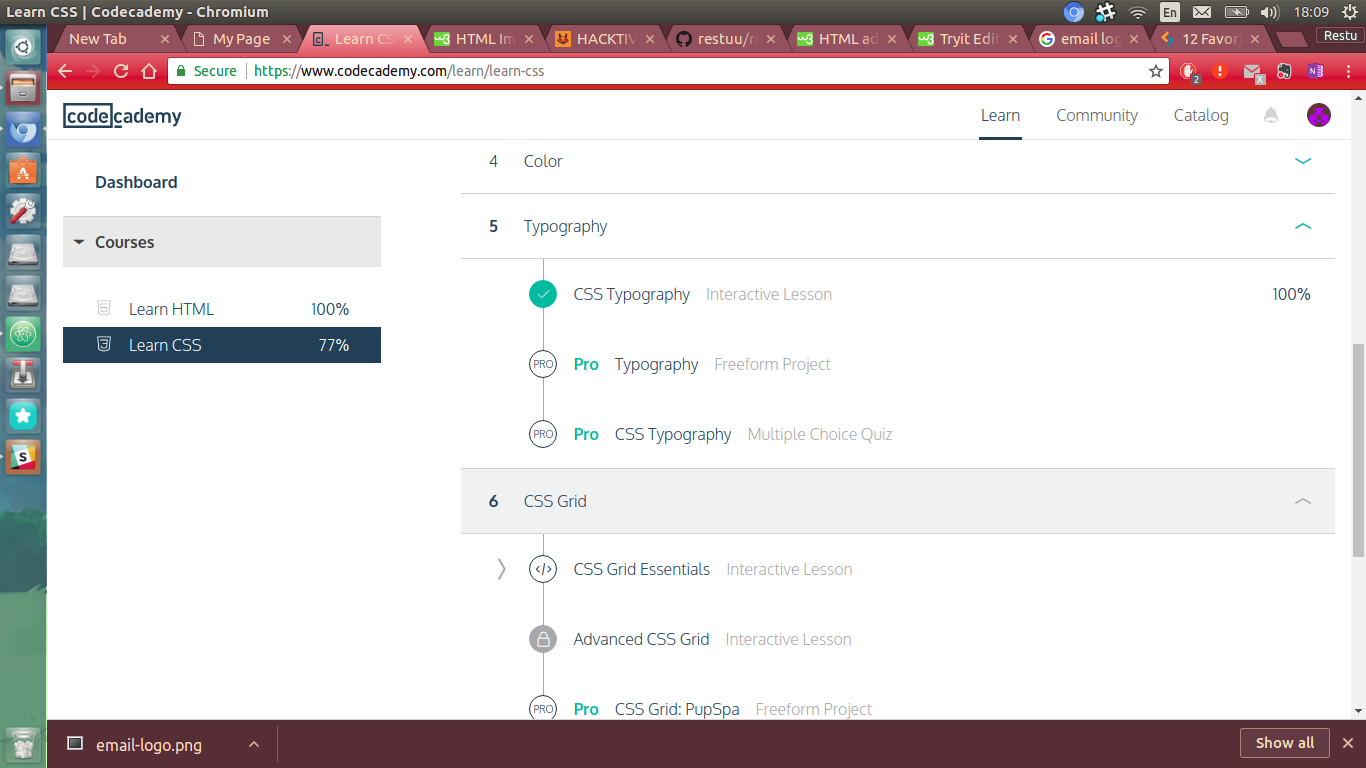 Learn CSS | Codecademy - Chromium
En
18:09
New Tab
My Page
Learn CS
HTML Im
HACKTIV
restuu/r
HTML ad
Tryit Edit
email log
12 Favori
Restu
Secure
https://www.codecademy.com/learn/learn-css
2
x
N
codecademy
Learn
Community
Catalog
Dashboard
Courses
Learn HTML 100%
Learn CSS 77%
4 Color
5 Typography
CSS Typography Interactive Lesson 100%
PRO Pro Typography Freeform Project
PRO Pro CSS Typography Multiple Choice Quiz
6 CSS Grid
</> CSS Grid Essentials Interactive Lesson
Advanced CSS Grid Interactive Lesson
PRO Pro CSS Grid: PupSpa Freeform Project
email-logo.png
Show all